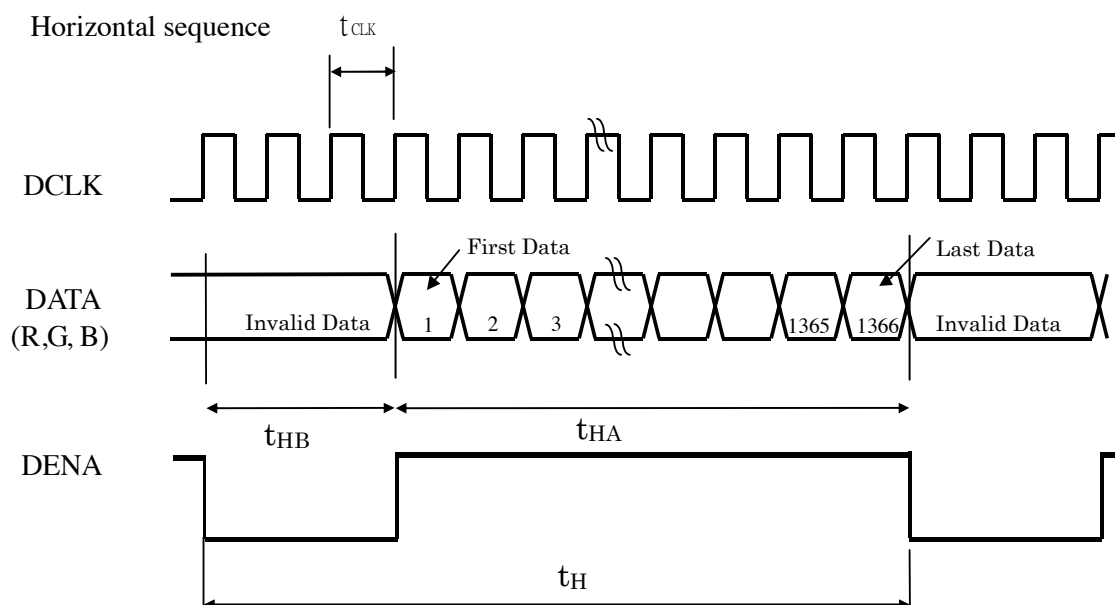 Horizontal sequence
tCLK
DCLK
First Data
Last Data
DATA
(R,G, B)
Invalid Data
1
2
3
1365
1366
Invalid Data
tHB
tHA
DENA
tH